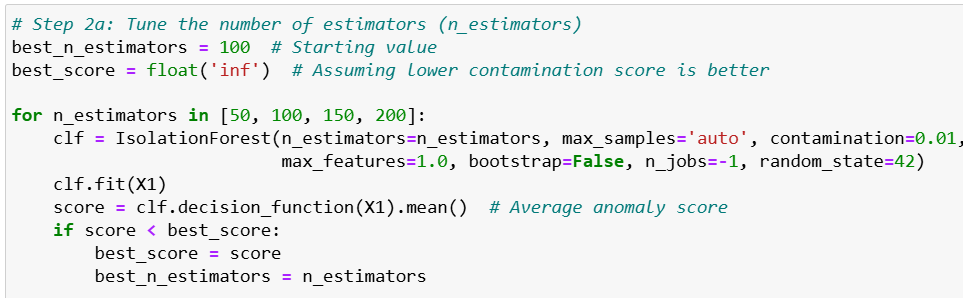 # Step 2a: Tune the number of estimators (n_estimators)
best_n_estimators = 100  # Starting value
best_score = float('inf')  # Assuming lower contamination score is better

for n_estimators in [50, 100, 150, 200]:
    clf = IsolationForest(n_estimators=n_estimators, max_samples='auto', contamination=0.01,
                          max_features=1.0, bootstrap=False, n_jobs=-1, random_state=42)
    clf.fit(X1)
    score = clf.decision_function(X1).mean()  # Average anomaly score
    if score < best_score:
        best_score = score
        best_n_estimators = n_estimators